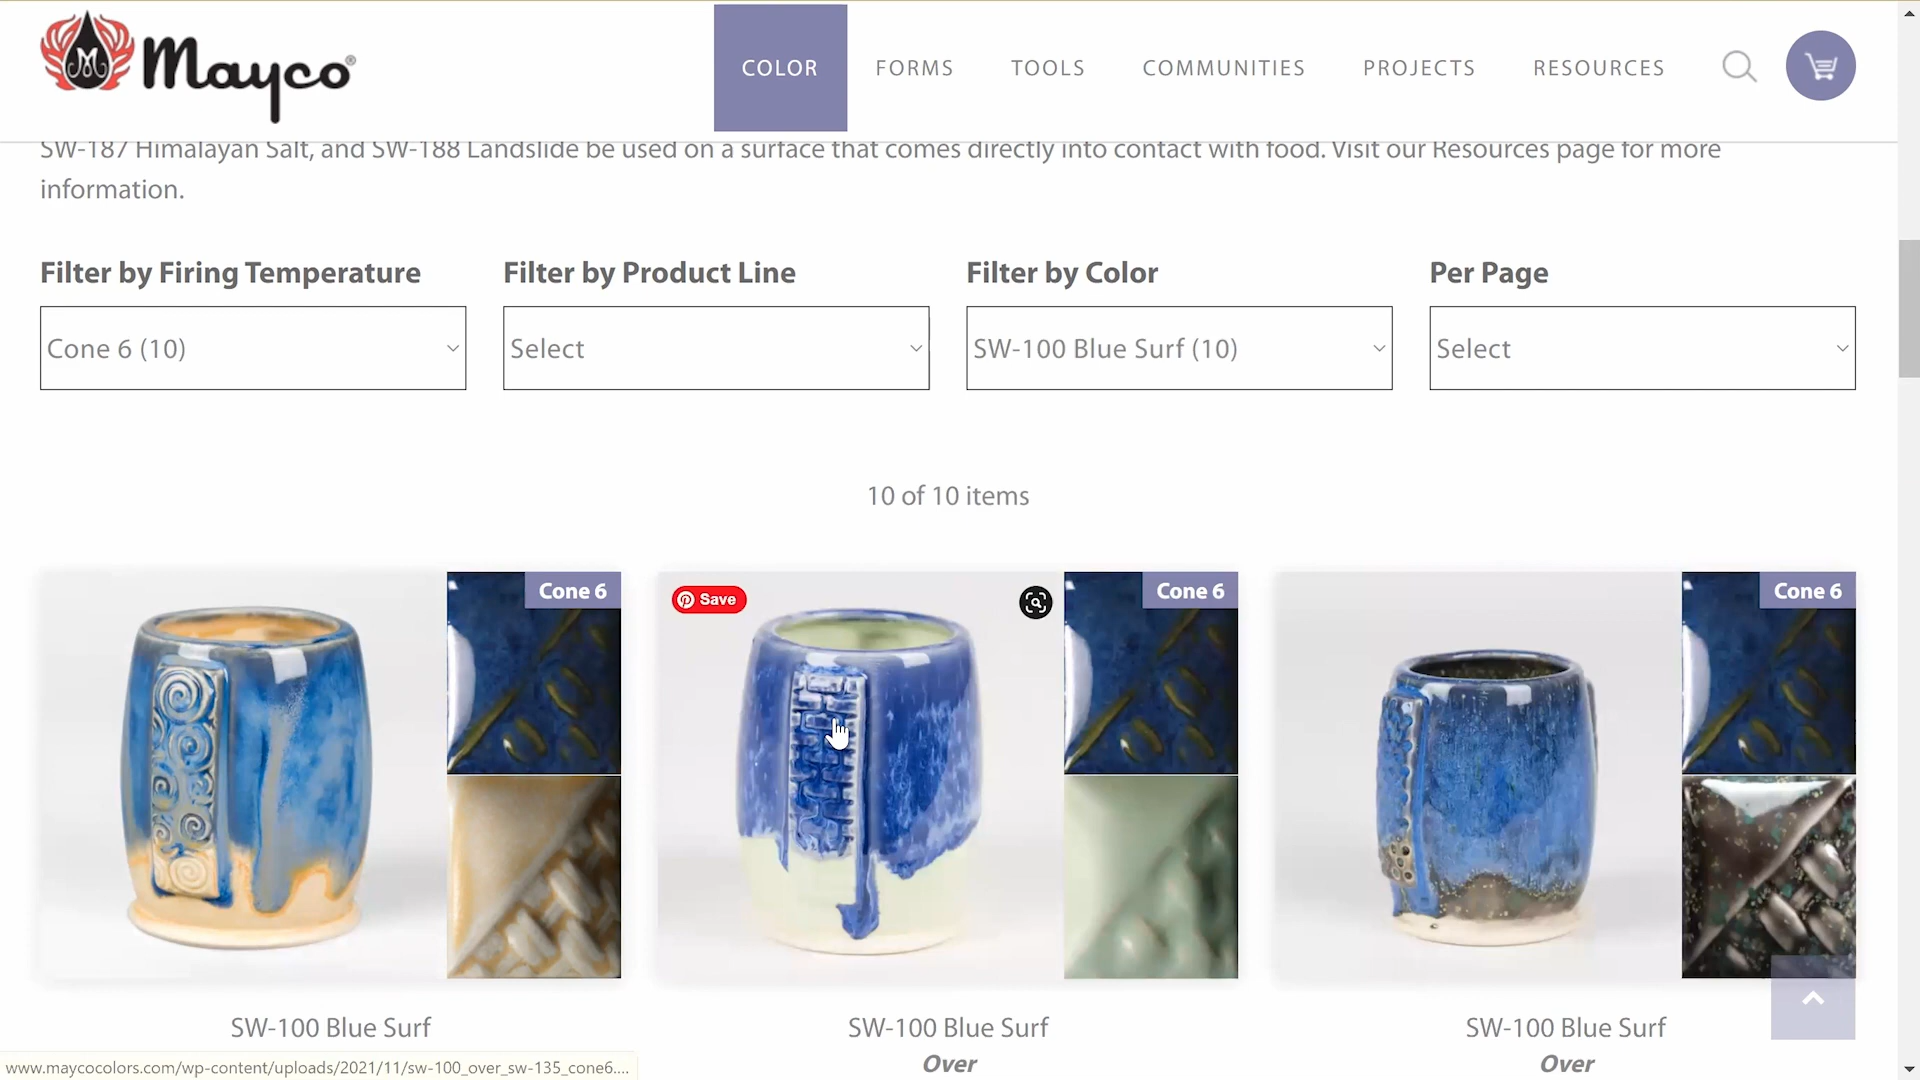 Mayco®
COLOR
FORMS
TOOLS
COMMUNITIES
PROJECTS
RESOURCES
SW-187 Himalayan Salt, and SW-188 Landslide be used on a surface that comes directly into contact with food. Visit our Resources page for more
information.
Filter by Firing Temperature
Filter by Product Line
Filter by Color
Per Page
Cone 6 (10)
Select
SW-100 Blue Surf (10)
Select
10 of 10 items
Cone 6
Save
Cone 6
Cone 6
SW-100 Blue Surf
SW-100 Blue Surf
SW-100 Blue Surf
Over
Over
www.maycocolors.com/wp-content/uploads/2021/11/sw-100_over_sw-135_cone6....